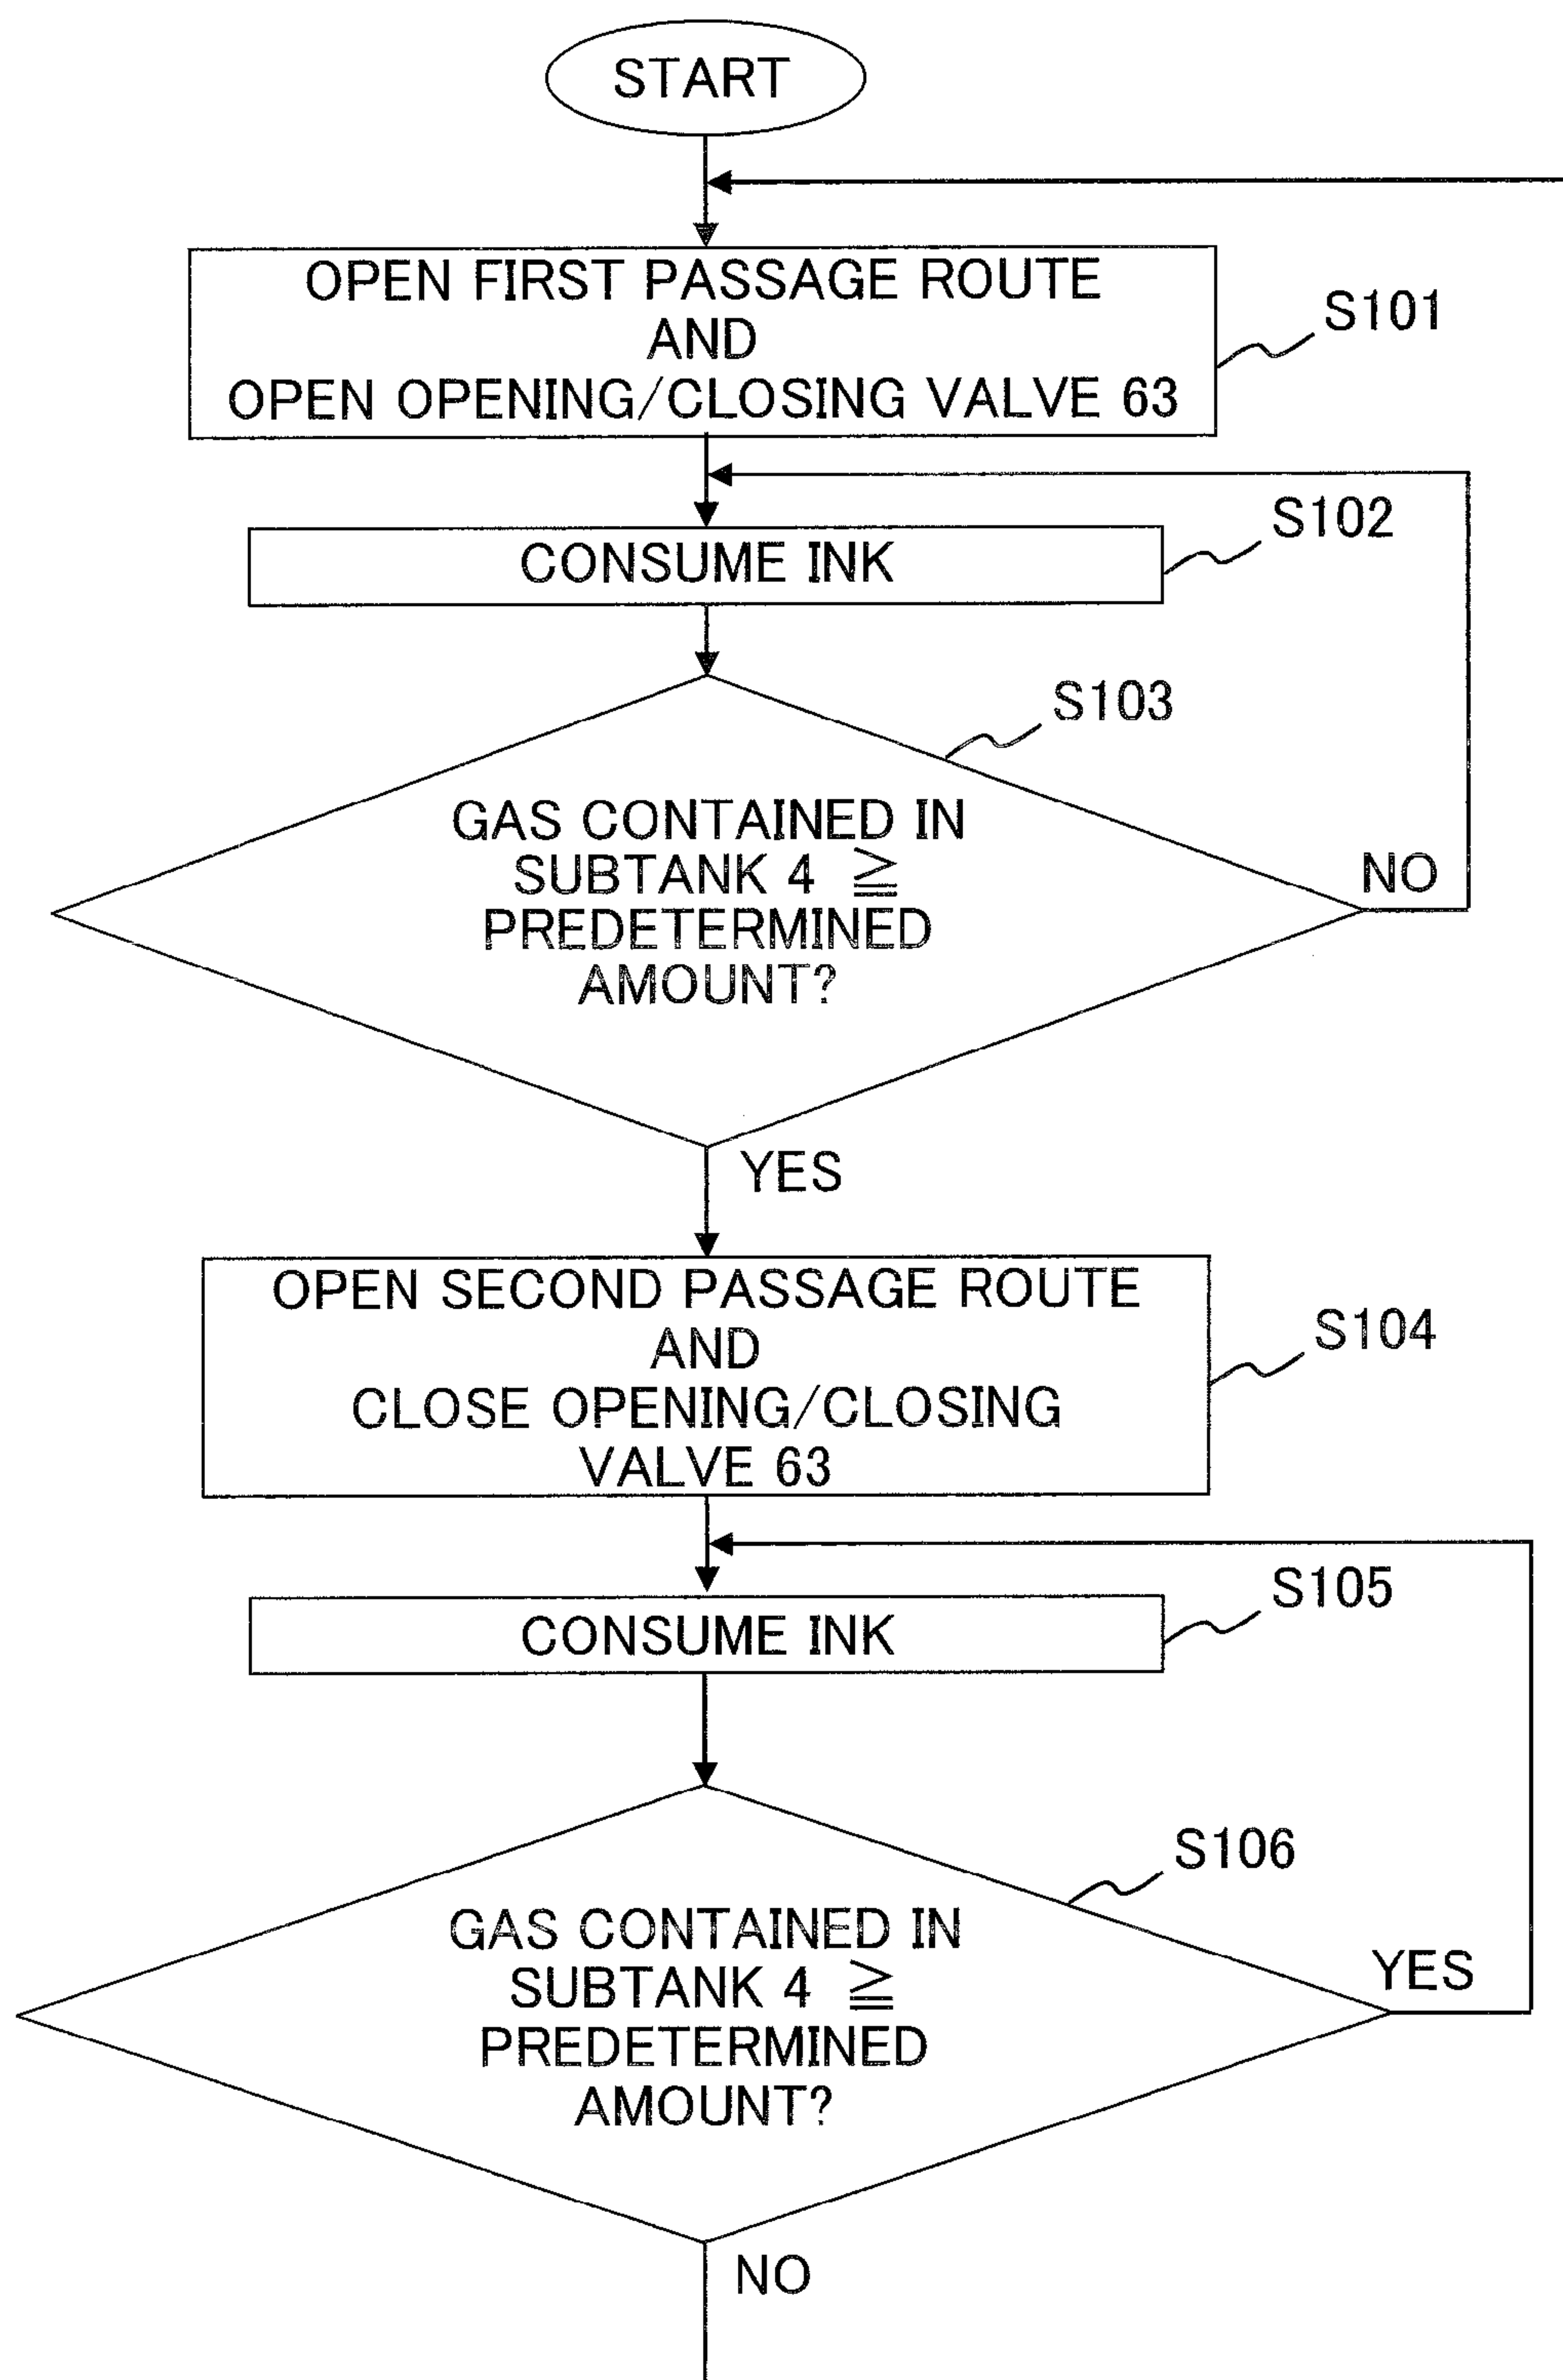 START
OPEN FIRST PASSAGE ROUTE
AND
OPEN OPENING/CLOSING VALVE 63
S101
CONSUME INK
S102
S103
GAS CONTAINED IN
SUBTANK 4 ≧
PREDETERMINED
AMOUNT?
NO
YES
OPEN SECOND PASSAGE ROUTE
AND
CLOSE OPENING/CLOSING
VALVE 63
S104
CONSUME INK
S105
S106
GAS CONTAINED IN
SUBTANK 4 ≧
PREDETERMINED
AMOUNT?
YES
NO